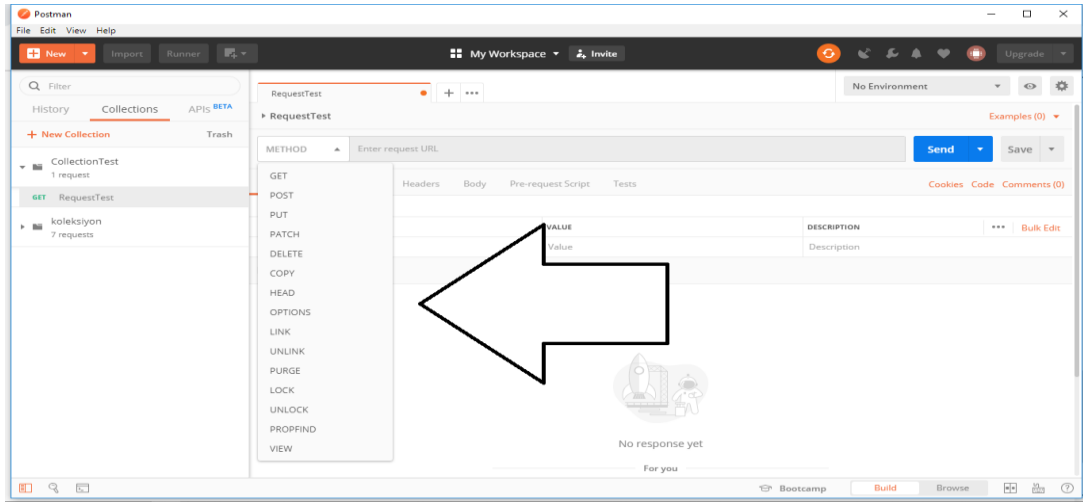 Postman
File Edit View Help
New Import Runner My Workspace Invite Upgrade
Filter
History Collections APIs BETA
New Collection Trash
CollectionTest
1 request
GET RequestTest
koleksiyon
7 requests
RequestTest
No Environment
RequestTest Examples (0)
METHOD Enter request URL Send Save
Headers Body Pre-request Script Tests Cookies Code Comments (0)
VALUE DESCRIPTION Bulk Edit
Value Description
GET
POST
PUT
PATCH
DELETE
COPY
HEAD
OPTIONS
LINK
UNLINK
PURGE
LOCK
UNLOCK
PROPFIND
VIEW
No response yet
For you
Bootcamp Build Browse